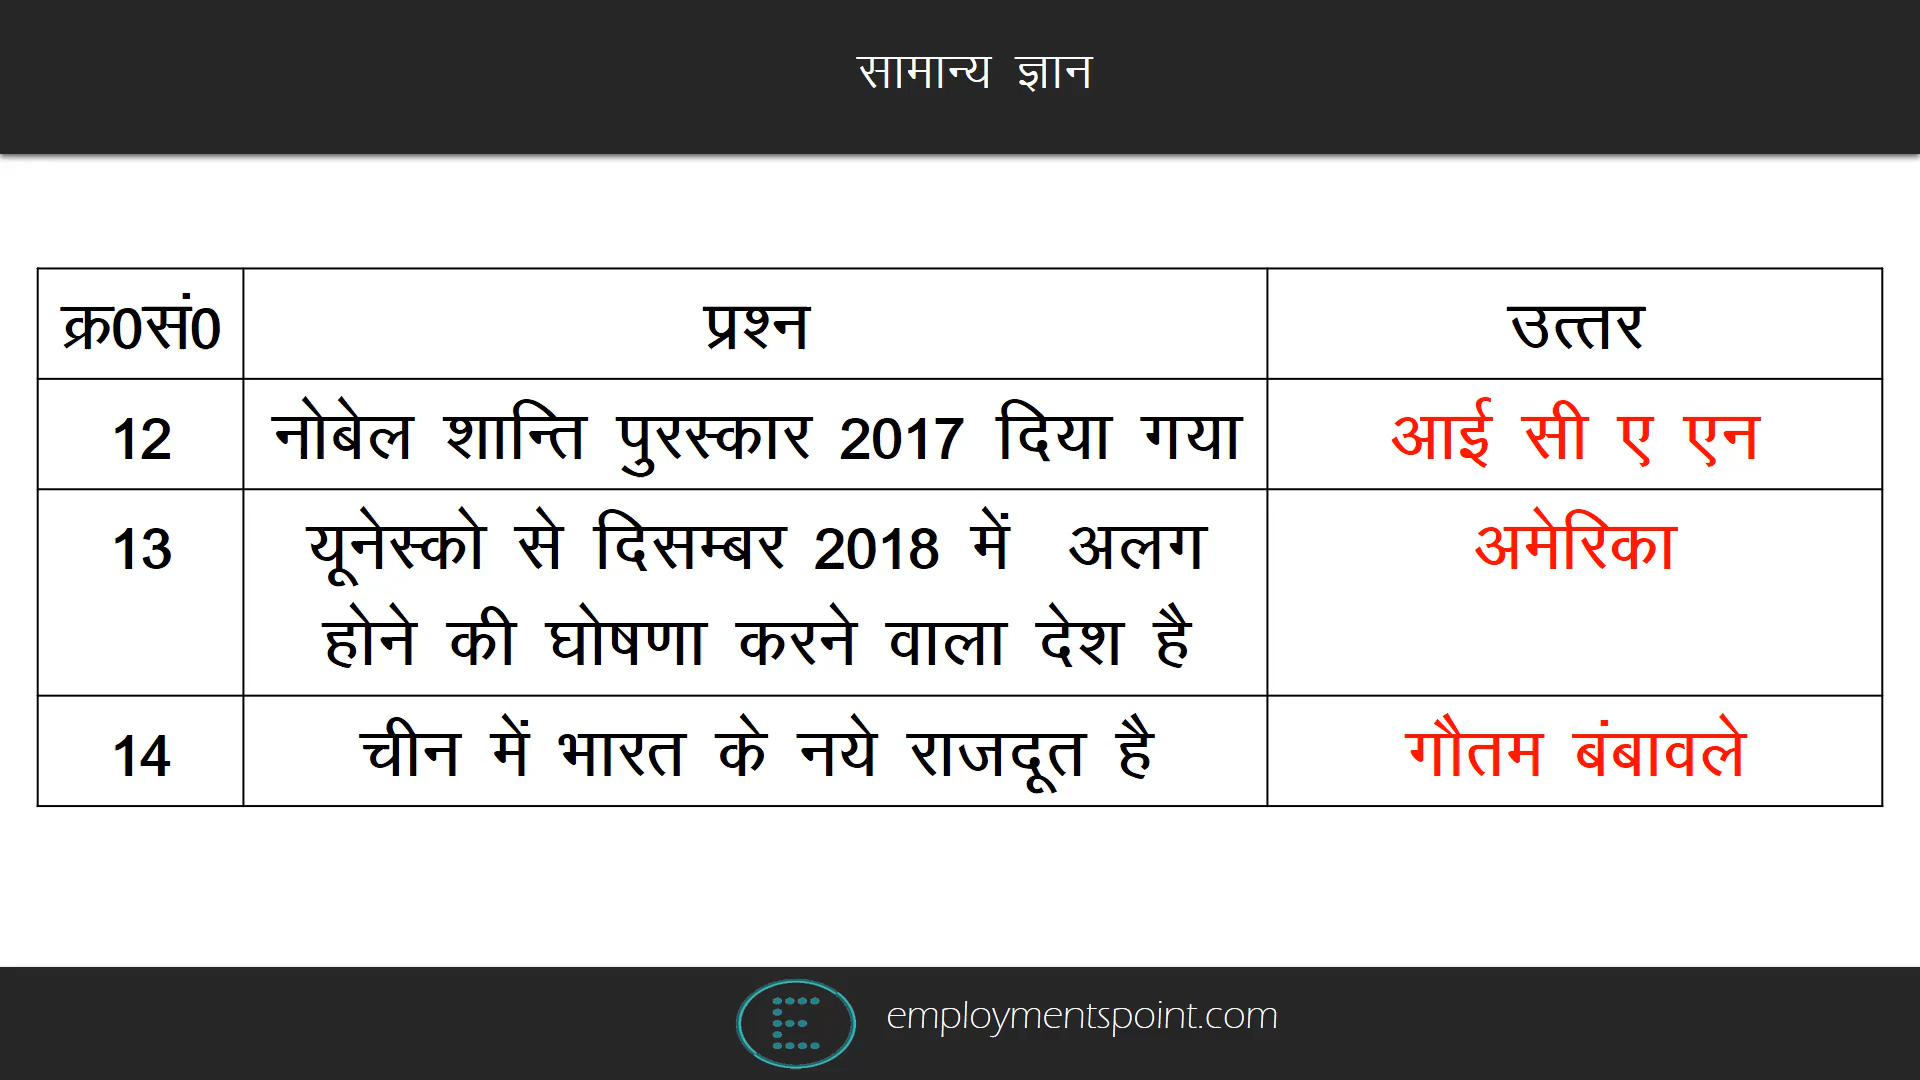 सामान्य ज्ञान
क्र0सं0 प्रश्न उत्तर
12 नोबेल शान्ति पुरस्कार 2017 दिया गया आई सी ए एन
13 यूनेस्को से दिसम्बर 2018 में अलग अमेरिका
होने की घोषणा करने वाला देश है
14 चीन में भारत के नये राजदूत है गौतम बंबावले
employmentspoint.com